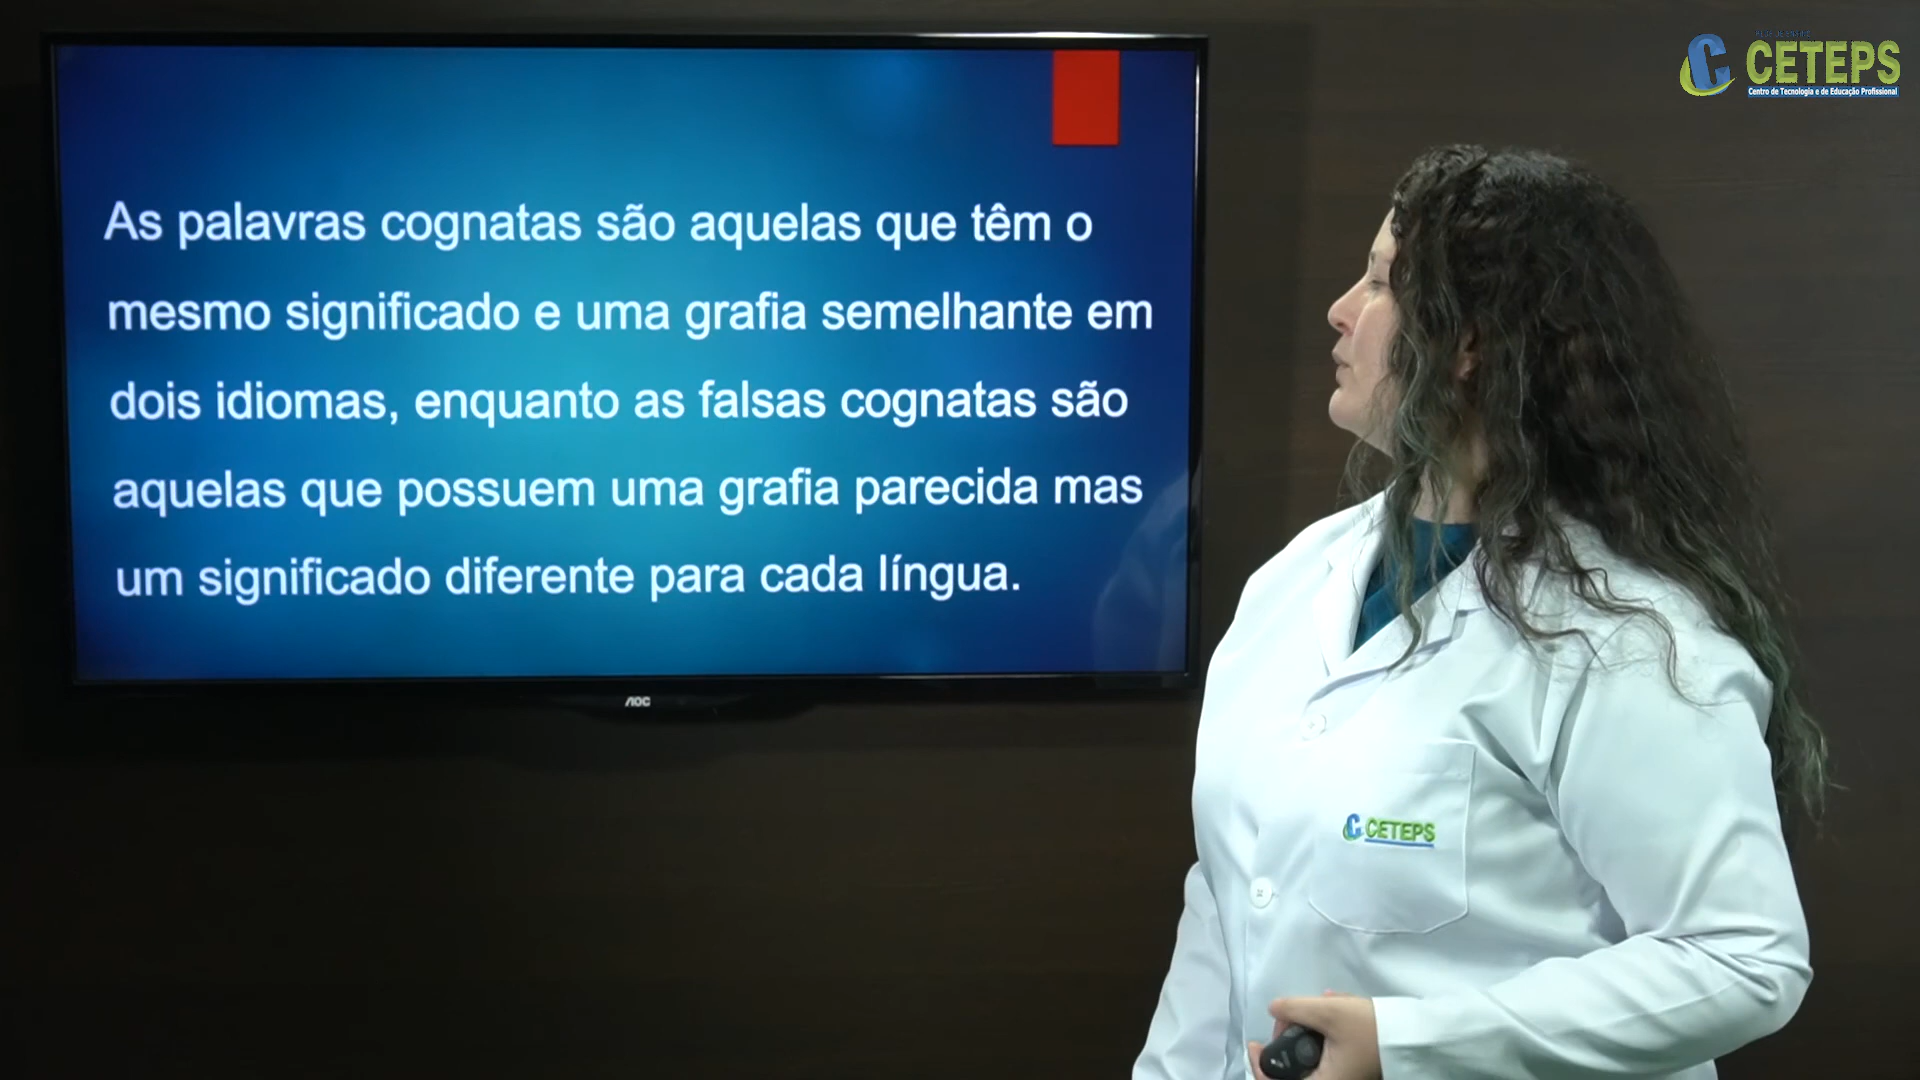 As palavras cognatas são aquelas que têm o
mesmo significado e uma grafia semelhante em
dois idiomas, enquanto as falsas cognatas são
aquelas que possuem uma grafia parecida mas
um significado diferente para cada língua.
AOC
C CETEPS
Centro de Tecnologia e de Educação Profissional
C CETEPS